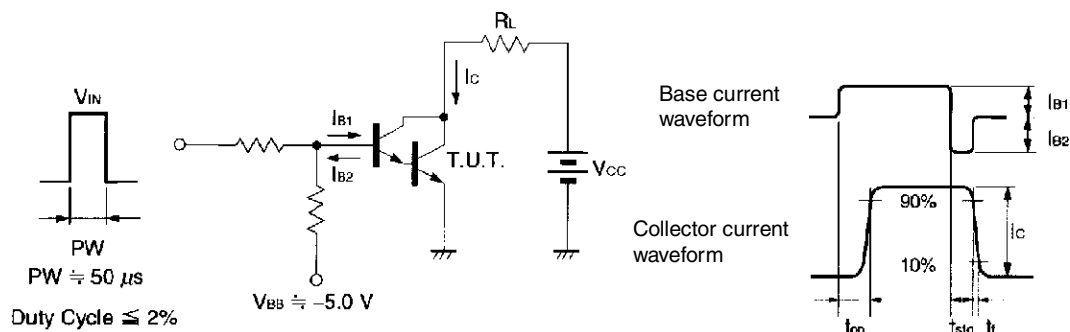 VIN
PW
PW ≒ 50 μs
Duty Cycle ≦ 2%
IB1
IB2
VBB ≒ −5.0 V
IC
RL
T.U.T.
VCC
Base current
waveform
IB1
IB2
Collector current
waveform
90%
10%
IC
ton
tstg
tf